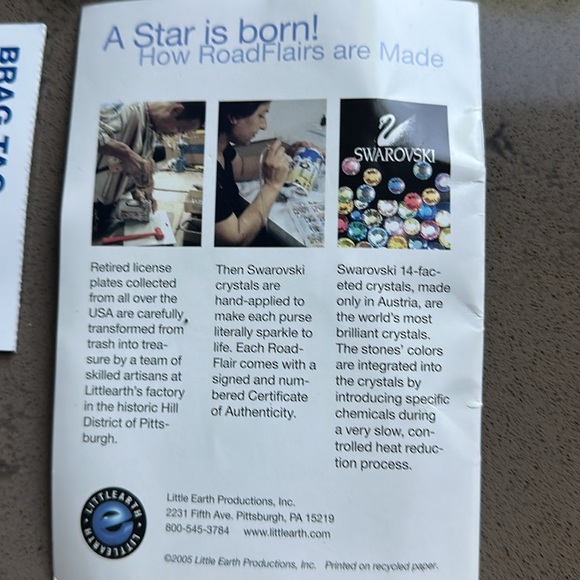 BRAG TAG
A Star is born!
How RoadFlairs are Made
SWAROVSKI
Retired license
plates collected
from all over the
USA are carefully
transformed from
trash into trea-
sure by a team of
skilled artisans at
Littlearth's factory
in the historic Hill
District of Pitts-
burgh.
Then Swarovski
crystals are
hand-applied to
make each purse
literally sparkle to
life. Each Road-
Flair comes with a
signed and num-
bered Certificate
of Authenticity.
Swarovski 14-fac-
eted crystals, made
only in Austria, are
the world's most
brilliant crystals.
The stones' colors
are integrated into
the crystals by
introducing specific
chemicals during
a very slow, con-
trolled heat reduc-
tion process.
LITTLEARTH • LITTLEARTH •
e
Little Earth Productions, Inc.
2231 Fifth Ave. Pittsburgh, PA 15219
800-545-3784 www.littlearth.com
©2005 Little Earth Productions, Inc. Printed on recycled paper.